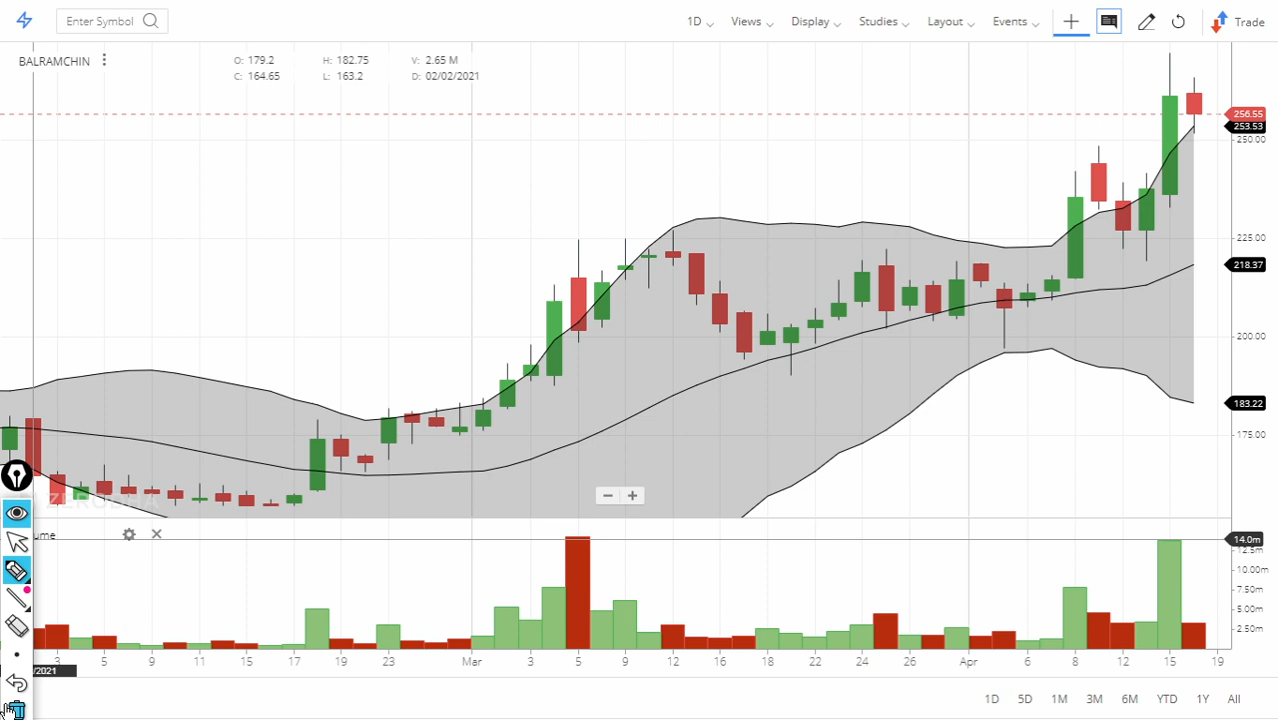 Enter Symbol 1D Views Display Studies Layout Events Trade
BALRAMCHIN O: 179.2 H: 182.75 V: 2.65 M
C: 164.65 L: 163.2 D: 02/02/2021
256.55
253.53
250.00
225.00
218.37
200.00
183.22
175.00
ZERODHA
ume
14.0m
12.5m
10.00m
7.50m
5.00m
2.50m
3 5 9 11 15 17 19 23 Mar 3 5 9 12 16 18 22 24 26 Apr 6 8 12 15 19
/2021
1D 5D 1M 3M 6M YTD 1Y All